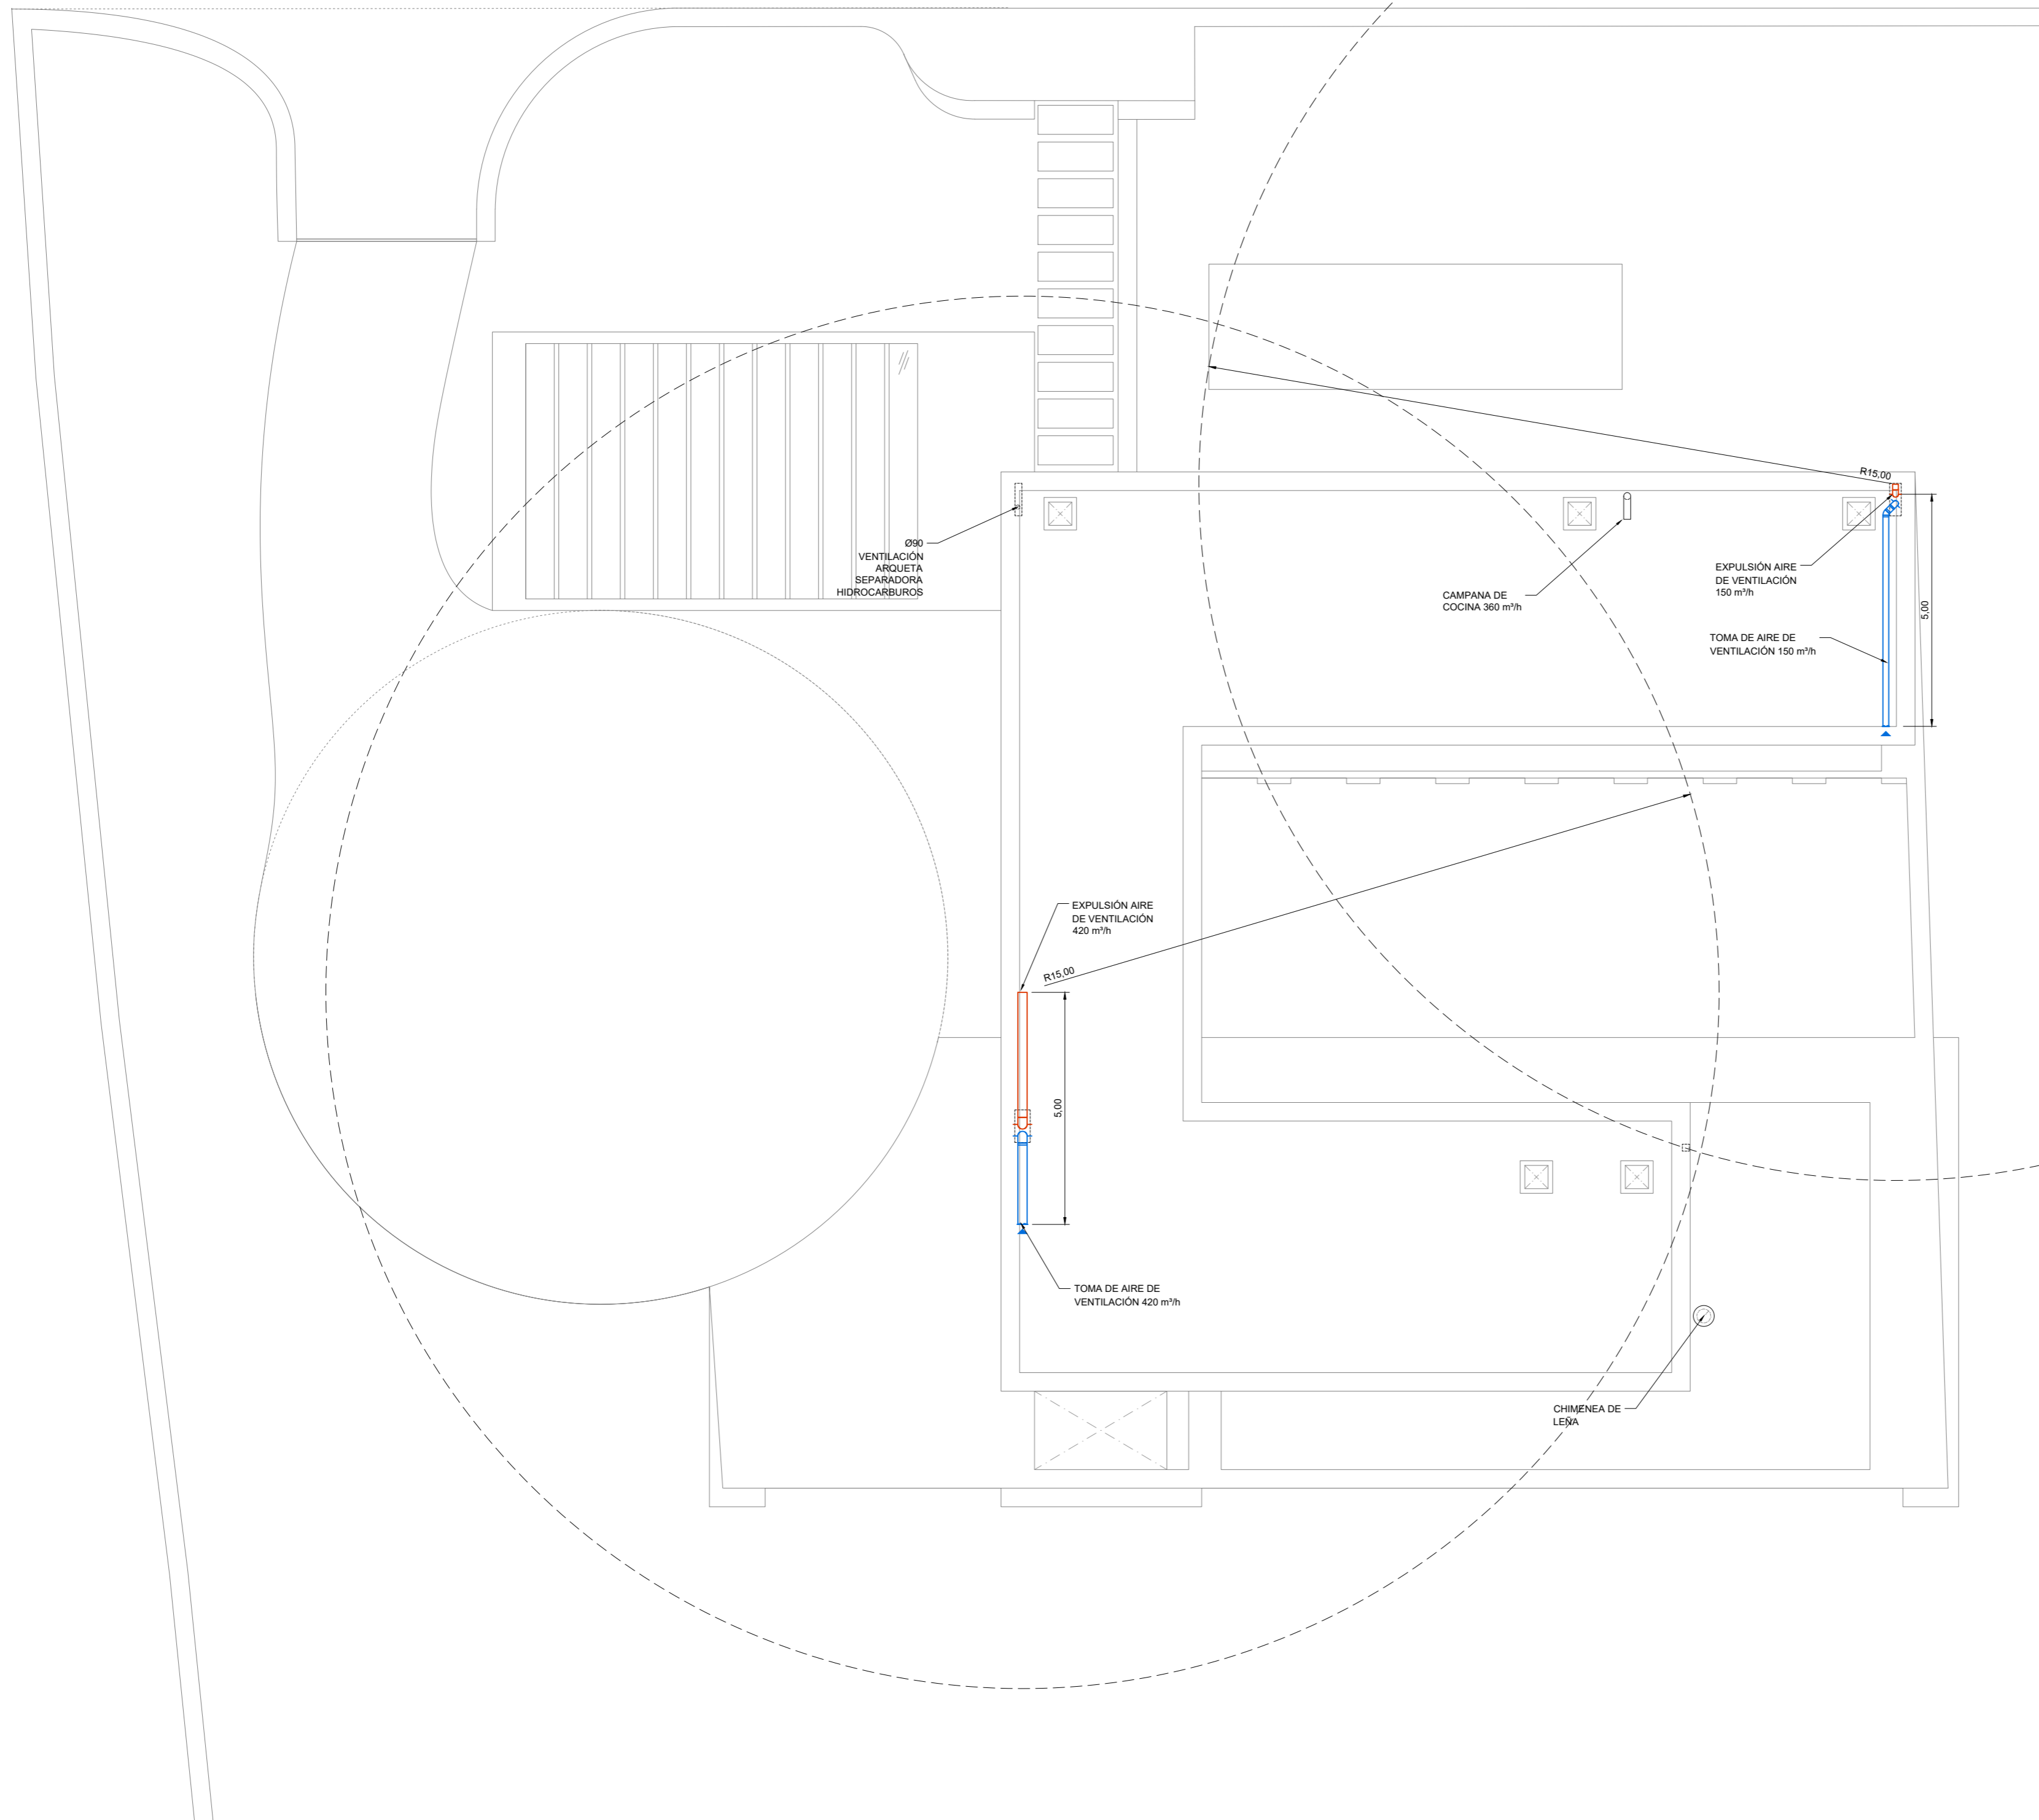 R15,00
Ø90
VENTILACIÓN
ARQUETA
SEPARADORA
HIDROCARBUROS
CAMPANA DE
COCINA 360 m³/h
EXPULSIÓN AIRE
DE VENTILACIÓN
150 m³/h
5,00
TOMA DE AIRE DE
VENTILACIÓN 150 m³/h
EXPULSIÓN AIRE
DE VENTILACIÓN
420 m³/h
R15,00
5,00
TOMA DE AIRE DE
VENTILACIÓN 420 m³/h
CHIMENEA DE
LEÑA